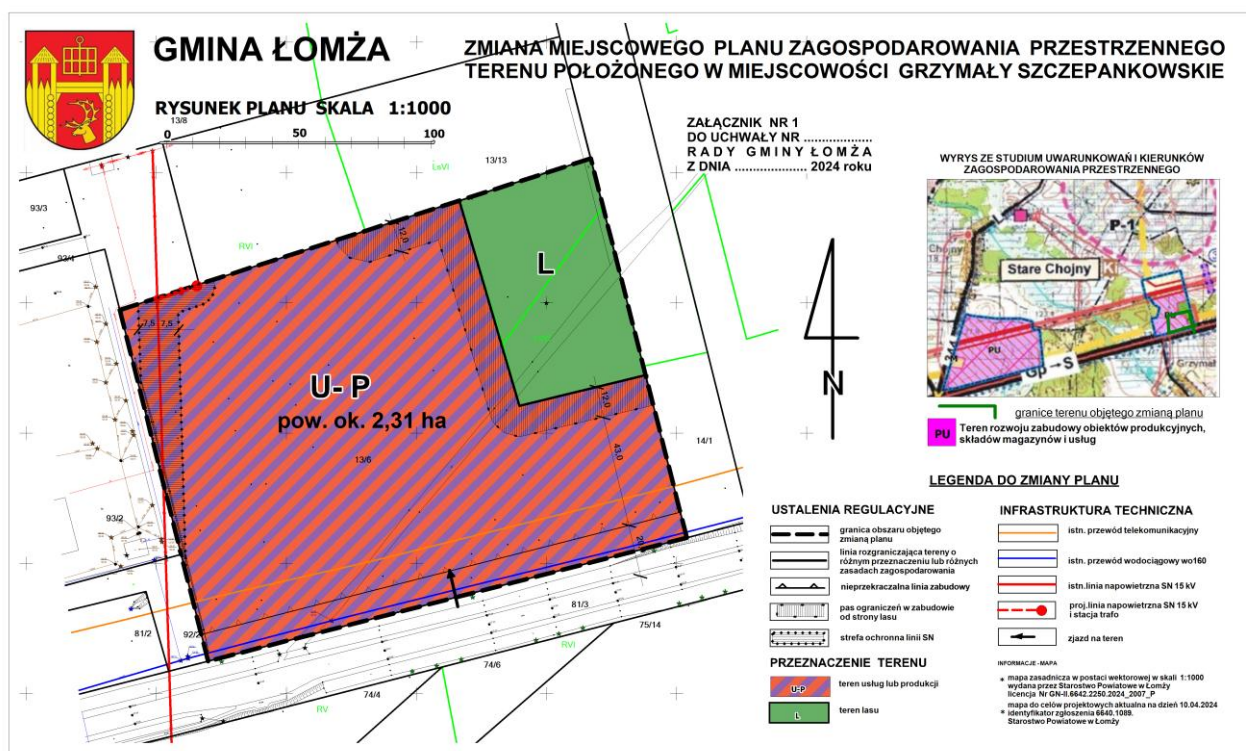 GMINA ŁOMŻA
ZMIANA MIEJSCOWEGO PLANU ZAGOSPODAROWANIA PRZESTRZENNEGO
TERENU POŁOŻONEGO W MIEJSCOWOŚCI GRZYMAŁY SZCZEPANKOWSKIE
RYSUNEK PLANU SKALA 1:1000
0 50 100
ZAŁĄCZNIK NR 1
DO UCHWAŁY NR ...................
RADY GMINY ŁOMŻA
Z DNIA .................... 2024 roku
WYRYS ZE STUDIUM UWARUNKOWAŃ I KIERUNKÓW
ZAGOSPODAROWANIA PRZESTRZENNEGO
P-1
Stare Chojny
PU
Gp→S
granice terenu objętego zmianą planu
PU
Teren rozwoju zabudowy obiektów produkcyjnych,
składów magazynów i usług
N
13/8
13/13
LsVI
93/3
RVI
93/4
12,0
L
7,5 7,5
U- P
pow. ok. 2,31 ha
13/6
12,0
43,0
14/1
93/2
20
81/2
92/2
81/3
75/14
RVI
74/6
74/4
RV
LEGENDA DO ZMIANY PLANU
USTALENIA REGULACYJNE
granica obszaru objętego
zmianą planu
linia rozgraniczająca tereny o
różnym przeznaczeniu lub różnych
zasadach zagospodarowania
nieprzekraczalna linia zabudowy
pas ograniczeń w zabudowie
od strony lasu
strefa ochronna linii SN
PRZEZNACZENIE TERENU
U-P
teren usług lub produkcji
L
teren lasu
INFRASTRUKTURA TECHNICZNA
istn. przewód telekomunikacyjny
istn. przewód wodociągowy wo160
istn.linia napowietrzna SN 15 kV
proj.linia napowietrzna SN 15 kV
i stacja trafo
zjazd na teren
INFORMACJE -MAPA
* mapa zasadnicza w postaci wektorowej w skali 1:1000
wydana przez Starostwo Powiatowe w Łomży
licencja Nr GN-II.6642.2250.2024_2007_P
mapa do celów projektowych aktualna na dzień 10.04.2024
* identyfikator zgłoszenia 6640.1089.
Starostwo Powiatowe w Łomży